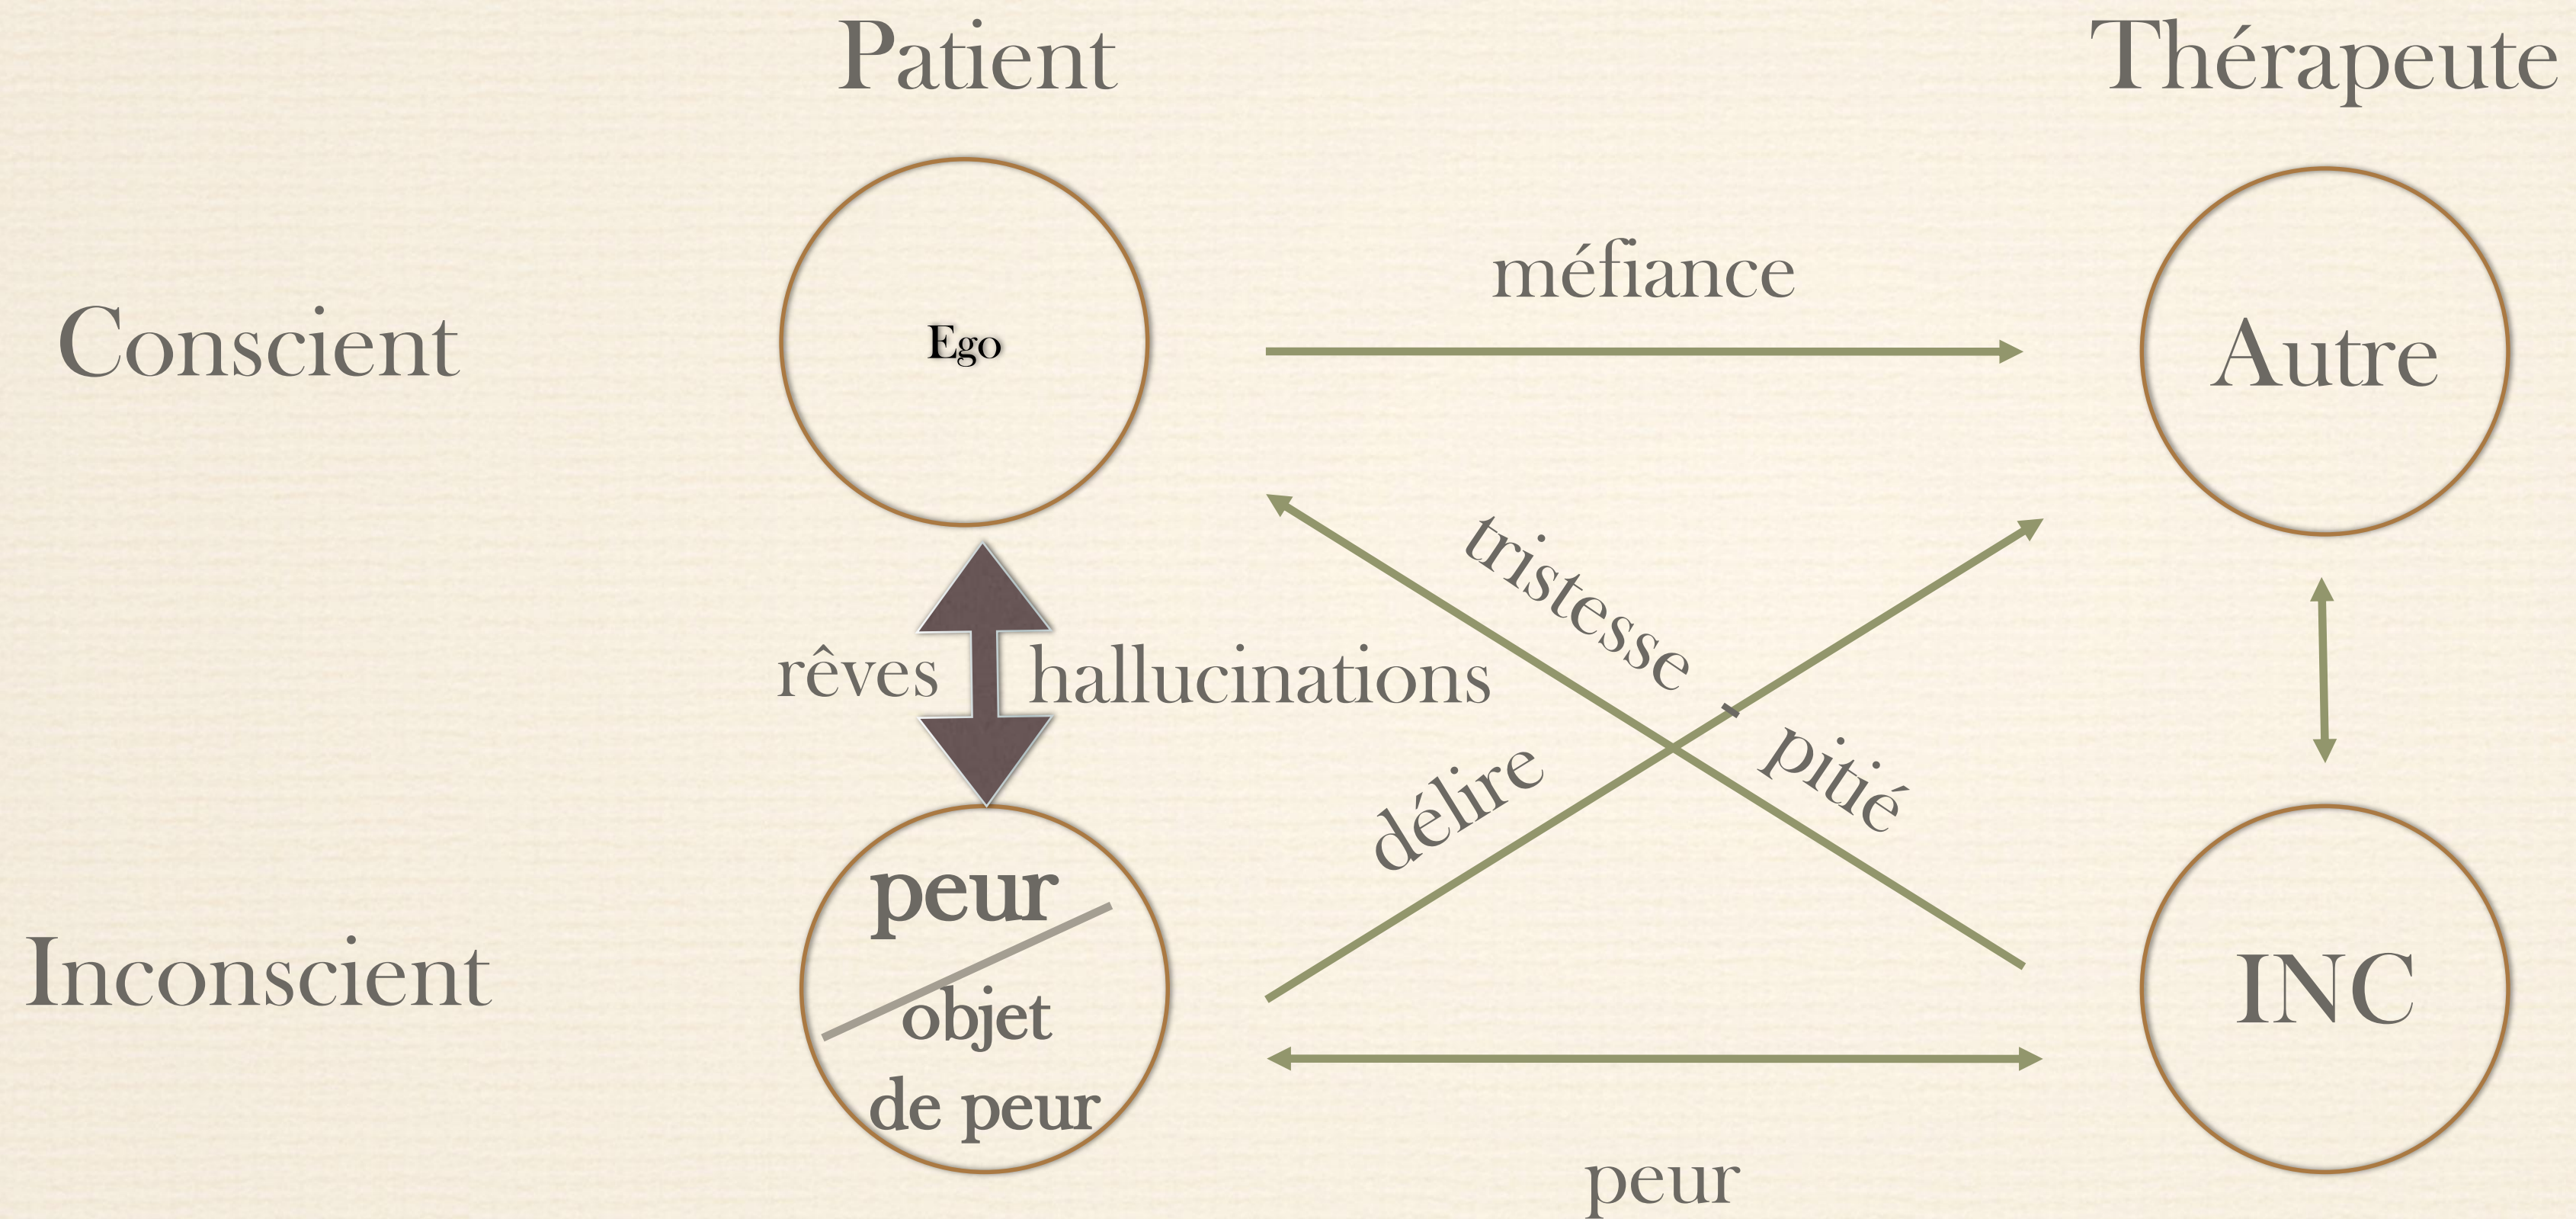 Patient
Thérapeute
méfiance
Conscient
Ego
Autre
tristesse - pitié
rêves
hallucinations
délire
peur
objet
de peur
Inconscient
INC
peur